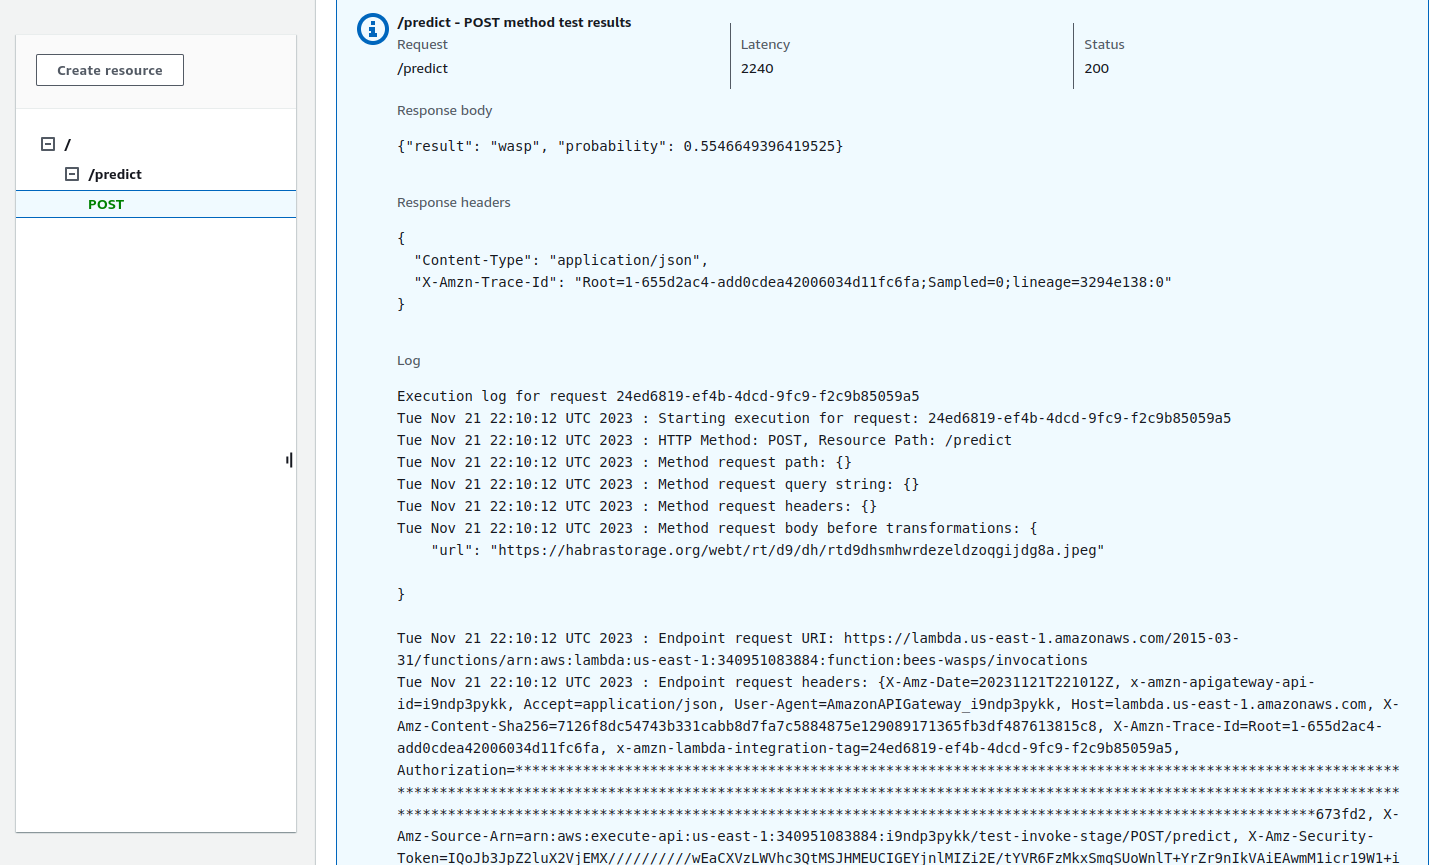 Create resource
/
/predict
POST
/predict - POST method test results
Request
/predict
Latency
2240
Status
200
Response body
{"result": "wasp", "probability": 0.5546649396419525}
Response headers
{
"Content-Type": "application/json",
"X-Amzn-Trace-Id": "Root=1-655d2ac4-add0cdea42006034d11fc6fa;Sampled=0;lineage=3294e138:0"
}
Log
Execution log for request 24ed6819-ef4b-4dcd-9fc9-f2c9b85059a5
Tue Nov 21 22:10:12 UTC 2023 : Starting execution for request: 24ed6819-ef4b-4dcd-9fc9-f2c9b85059a5
Tue Nov 21 22:10:12 UTC 2023 : HTTP Method: POST, Resource Path: /predict
Tue Nov 21 22:10:12 UTC 2023 : Method request path: {}
Tue Nov 21 22:10:12 UTC 2023 : Method request query string: {}
Tue Nov 21 22:10:12 UTC 2023 : Method request headers: {}
Tue Nov 21 22:10:12 UTC 2023 : Method request body before transformations: {
"url": "https://habrastorage.org/webt/rt/d9/dh/rtd9dhsmhwrdezeldzoqgijdg8a.jpeg"
}
Tue Nov 21 22:10:12 UTC 2023 : Endpoint request URI: https://lambda.us-east-1.amazonaws.com/2015-03-
31/functions/arn:aws:lambda:us-east-1:340951083884:function:bees-wasps/invocations
Tue Nov 21 22:10:12 UTC 2023 : Endpoint request headers: {X-Amz-Date=20231121T221012Z, x-amzn-apigateway-api-
id=i9ndp3pykk, Accept=application/json, User-Agent=AmazonAPIGateway_i9ndp3pykk, Host=lambda.us-east-1.amazonaws.com, X-
Amz-Content-Sha256=7126f8dc54743b331cabb8d7fa7c5884875e129089171365fb3df487613815c8, X-Amzn-Trace-Id=Root=1-655d2ac4-
add0cdea42006034d11fc6fa, x-amzn-lambda-integration-tag=24ed6819-ef4b-4dcd-9fc9-f2c9b85059a5,
Authorization=*********************************************************************************************************
***********************************************************************************************************************
*************************************************************************************************************673fd2, X-
Amz-Source-Arn=arn:aws:execute-api:us-east-1:340951083884:i9ndp3pykk/test-invoke-stage/POST/predict, X-Amz-Security-
Token=IQoJb3JpZ2luX2VjEMX//////////wEaCXVzLWVhc3QtMSJHMEUCIGEYjnlMIZi2E/tYVR6FzMkxSmqSUoWnlT+YrZr9nIkVAiEAwmM1icr19W1+i